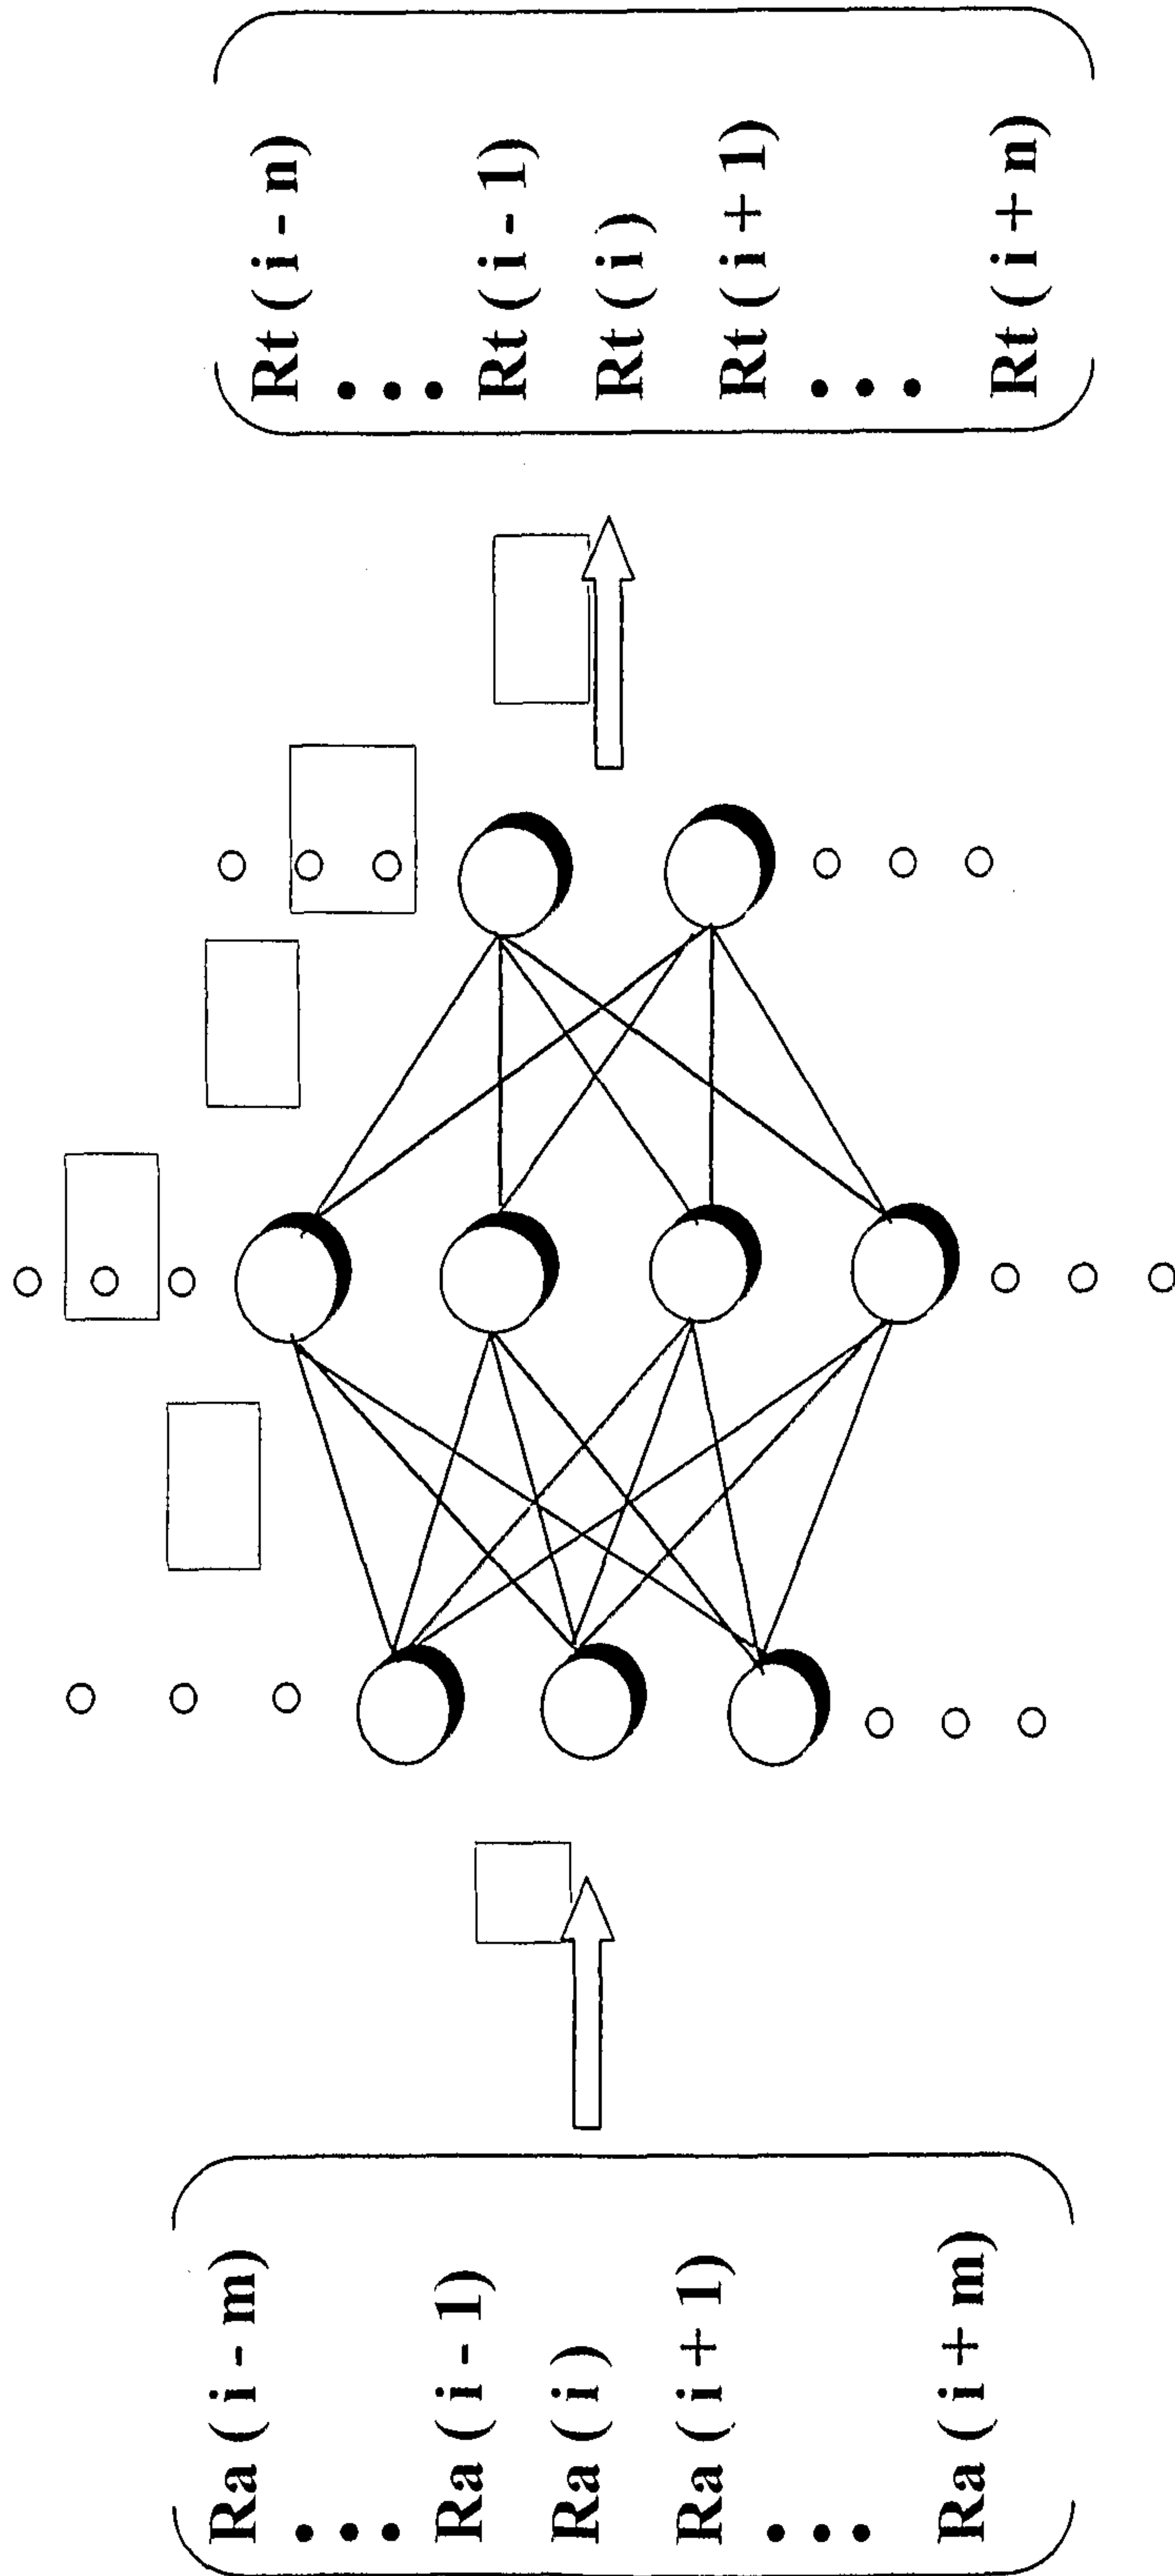 Ra ( i - m)
• • •
Ra ( i - 1)
Ra ( i )
Ra ( i + 1)
• • •
Ra ( i + m)
Rt ( i - n)
• • •
Rt ( i - 1)
Rt ( i )
Rt ( i + 1)
• • •
Rt ( i + n)